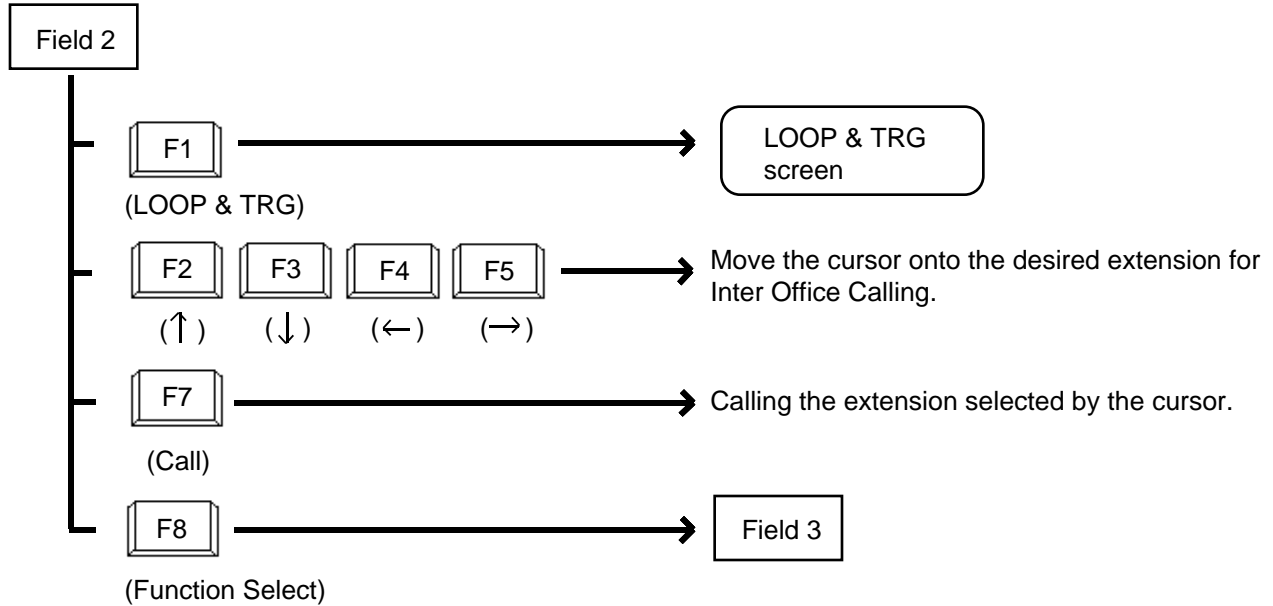 Field 2
F1
LOOP & TRG
screen
(LOOP & TRG)
F2 F3 F4 F5
Move the cursor onto the desired extension for
Inter Office Calling.
(↑) (↓) (←) (→)
F7
Calling the extension selected by the cursor.
(Call)
F8
Field 3
(Function Select)